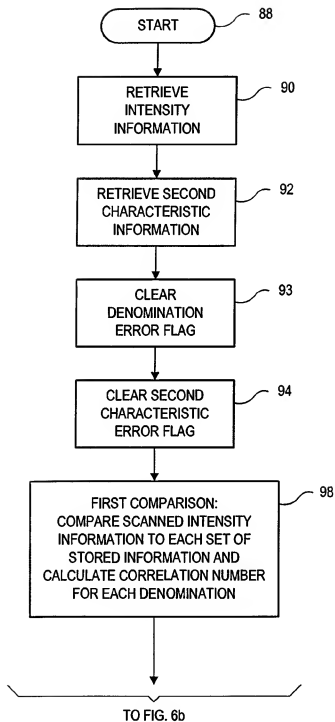 START
88
RETRIEVE
INTENSITY
INFORMATION
90
RETRIEVE SECOND
CHARACTERISTIC
INFORMATION
92
CLEAR
DENOMINATION
ERROR FLAG
93
CLEAR SECOND
CHARACTERISTIC
ERROR FLAG
94
FIRST COMPARISON:
COMPARE SCANNED INTENSITY
INFORMATION TO EACH SET OF
STORED INFORMATION AND
CALCULATE CORRELATION NUMBER
FOR EACH DENOMINATION
98
TO FIG. 6b